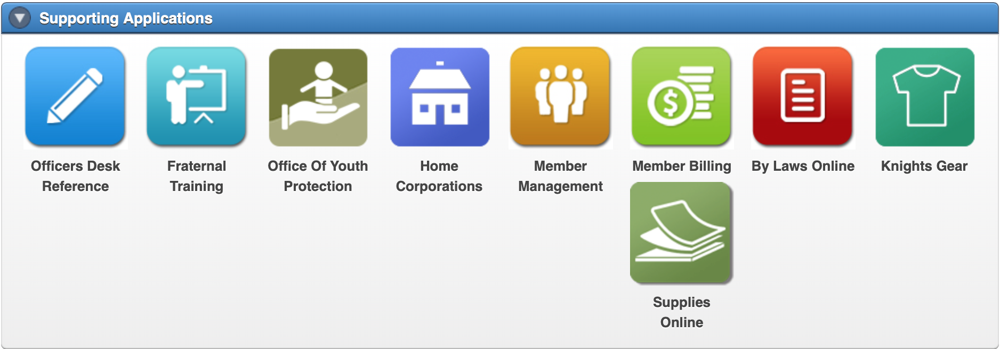 Supporting Applications
Officers Desk
Reference
Fraternal
Training
Office Of Youth
Protection
Home
Corporations
Member
Management
Member Billing
By Laws Online
Knights Gear
Supplies
Online